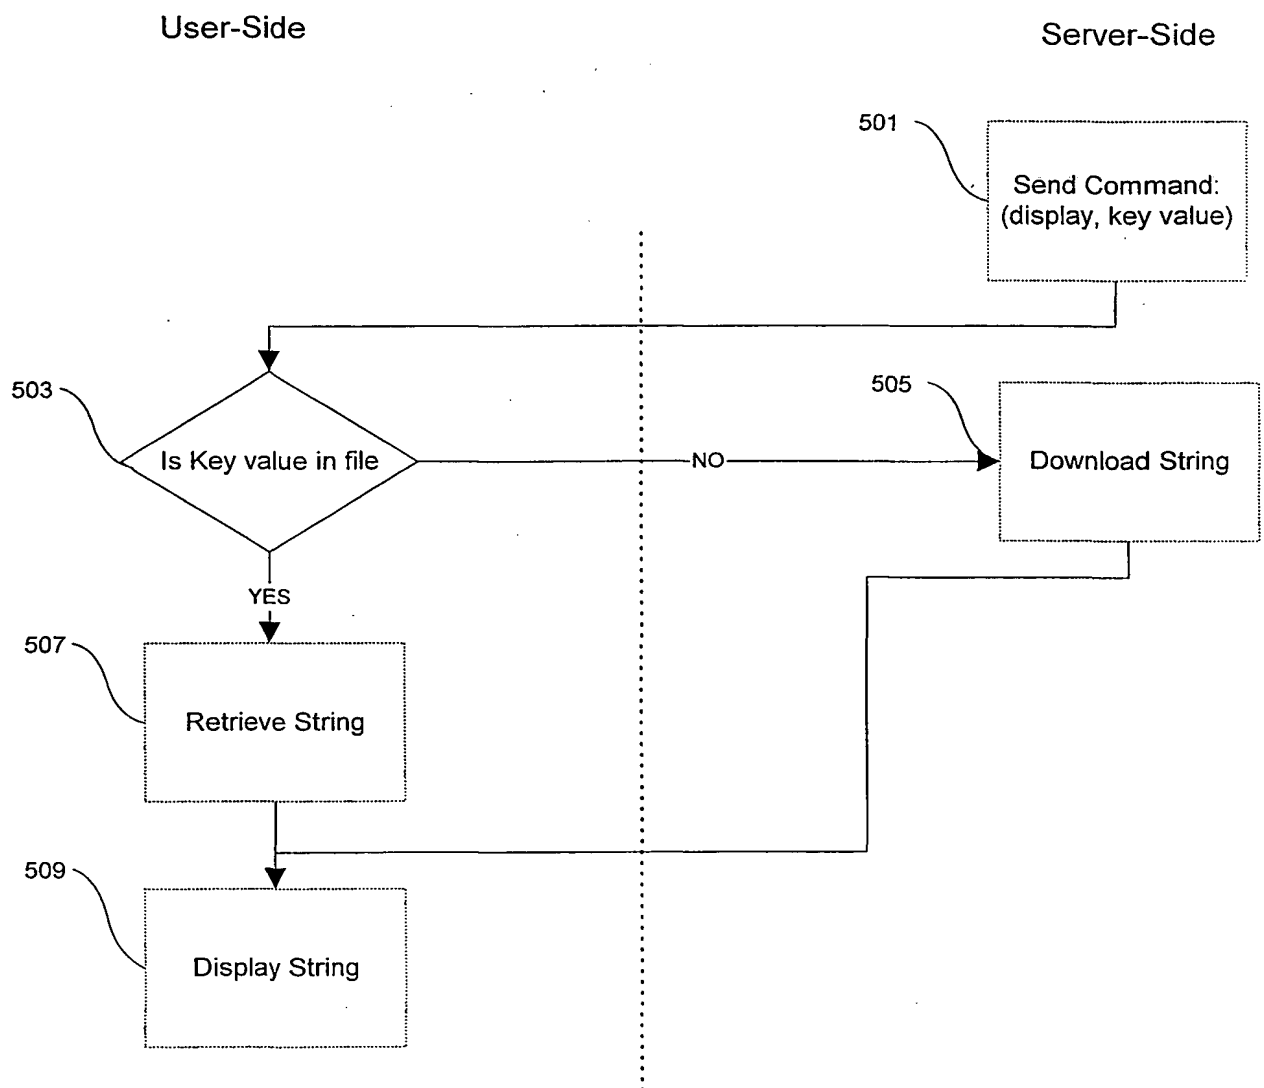 User-Side
Server-Side
501
Send Command:
(display, key value)
503
Is Key value in file
NO
505
Download String
YES
507
Retrieve String
509
Display String